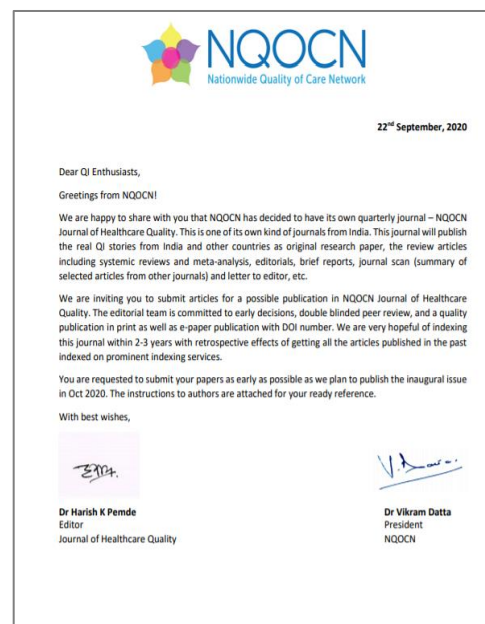 NQOCN
Nationwide Quality of Care Network
22nd September, 2020
Dear QI Enthusiasts,
Greetings from NQOCN!
We are happy to share with you that NQOCN has decided to have its own quarterly journal – NQOCN
Journal of Healthcare Quality. This is one of its own kind of journals from India. This journal will publish
the real QI stories from India and other countries as original research paper, the review articles
including systemic reviews and meta-analysis, editorials, brief reports, journal scan (summary of
selected articles from other journals) and letter to editor, etc.
We are inviting you to submit articles for a possible publication in NQOCN Journal of Healthcare
Quality. The editorial team is committed to early decisions, double blinded peer review, and a quality
publication in print as well as e-paper publication with DOI number. We are very hopeful of indexing
this journal within 2-3 years with retrospective effects of getting all the articles published in the past
indexed on prominent indexing services.
You are requested to submit your papers as early as possible as we plan to publish the inaugural issue
in Oct 2020. The instructions to authors are attached for your ready reference.
With best wishes,
Dr Harish K Pemde
Editor
Journal of Healthcare Quality
Dr Vikram Datta
President
NQOCN